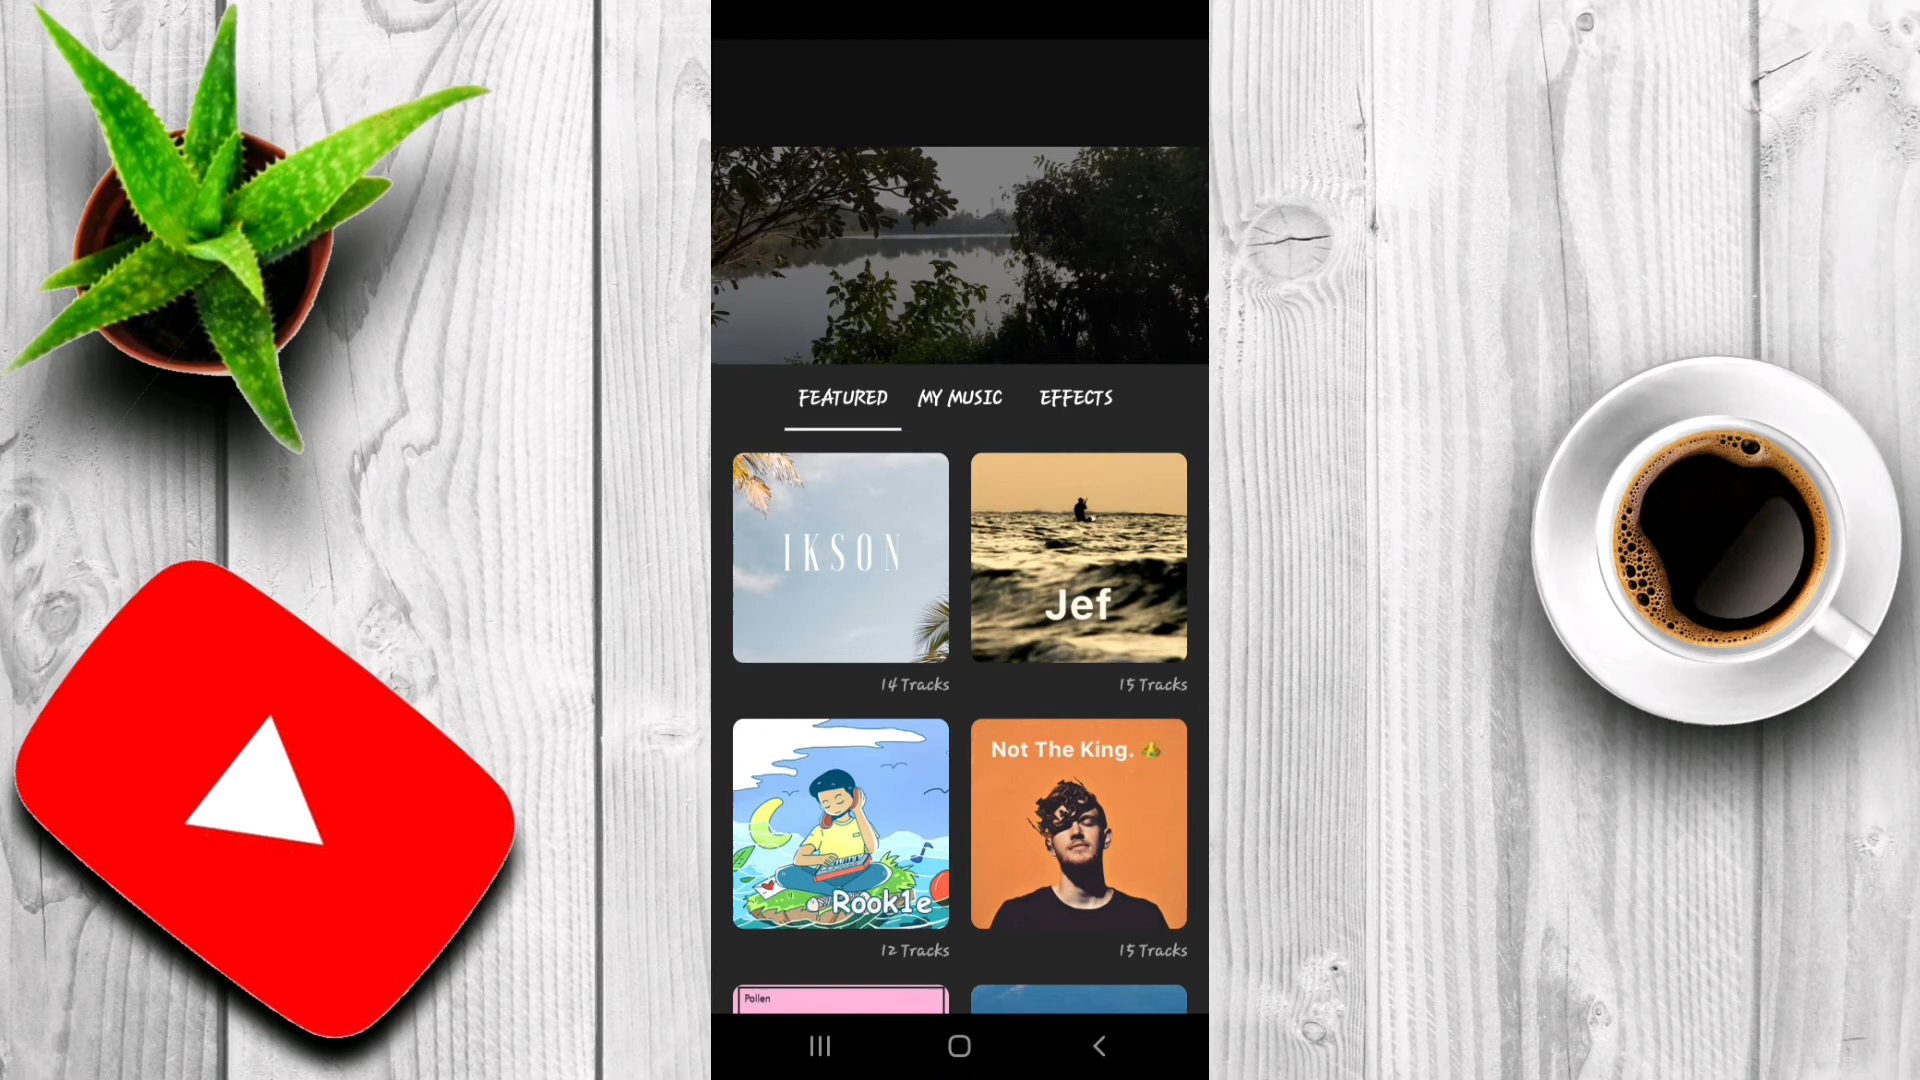 FEATURED MY MUSIC EFFECTS
IKSON
Jef
14 Tracks 15 Tracks
Rook1e
Not The King.
12 Tracks 15 Tracks
Pollen